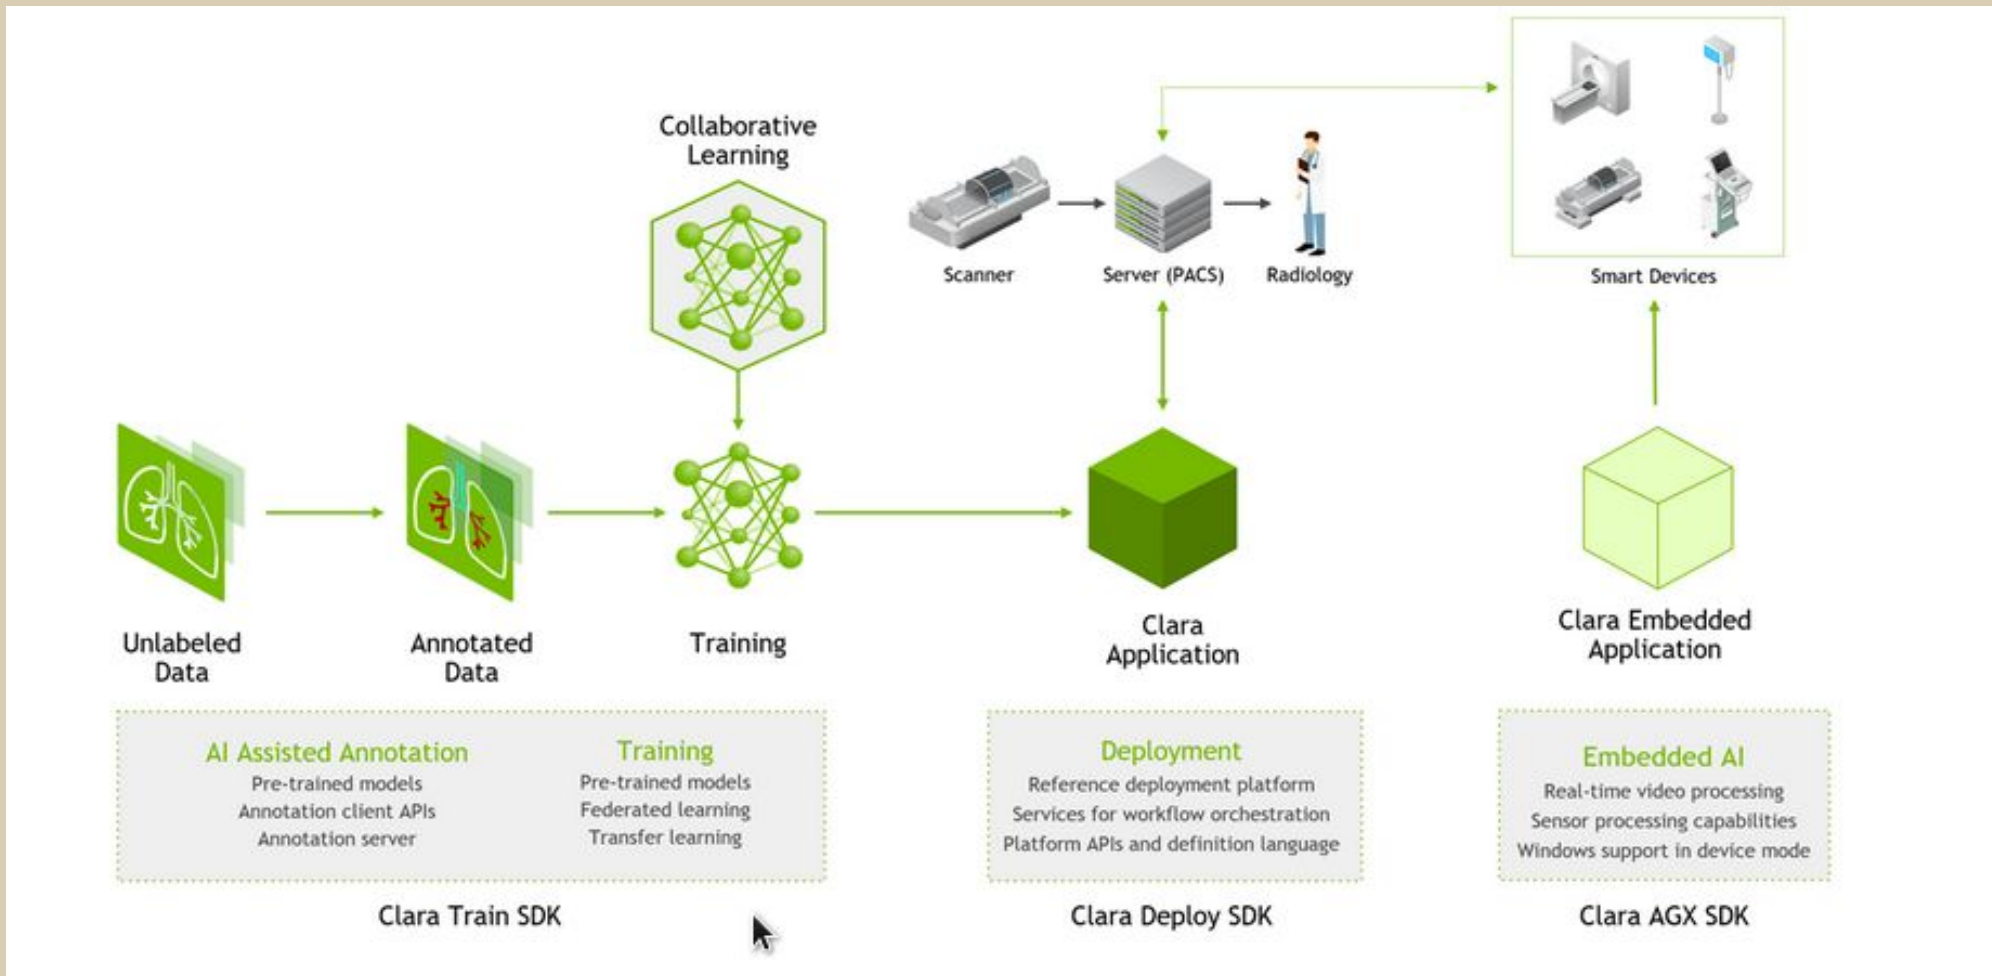 Collaborative
Learning
Scanner
Server (PACS)
Radiology
Smart Devices
Unlabeled
Data
Annotated
Data
Training
Clara
Application
Clara Embedded
Application
AI Assisted Annotation
Pre-trained models
Annotation client APIs
Annotation server
Training
Pre-trained models
Federated learning
Transfer learning
Clara Train SDK
Deployment
Reference deployment platform
Services for workflow orchestration
Platform APIs and definition language
Clara Deploy SDK
Embedded AI
Real-time video processing
Sensor processing capabilities
Windows support in device mode
Clara AGX SDK